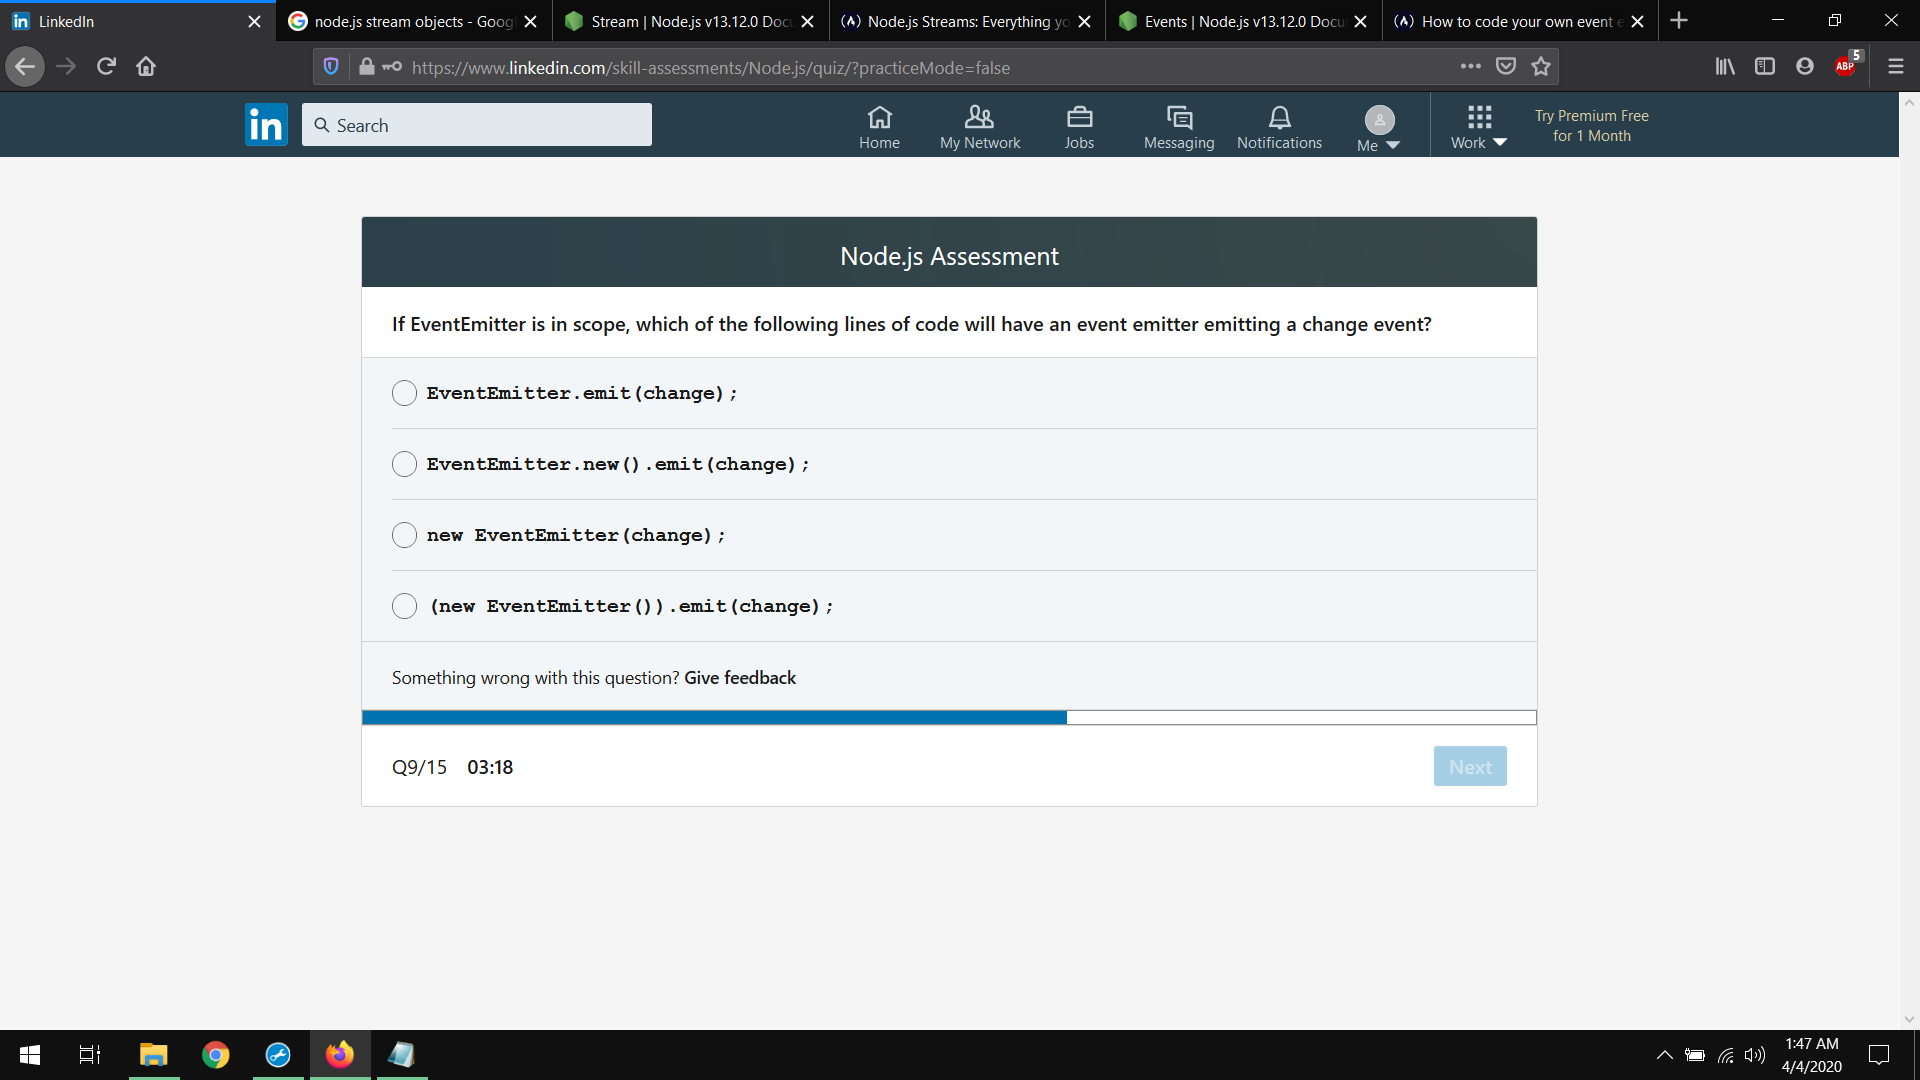 LinkedIn
node.js stream objects - Goog
Stream | Node.js v13.12.0 Doc
Node.js Streams: Everything yo
Events | Node.js v13.12.0 Docu
How to code your own event e
https://www.linkedin.com/skill-assessments/Node.js/quiz/?practiceMode=false
ABP
5
in
Search
Home
My Network
Jobs
Messaging
Notifications
Me
Work
Try Premium Free
for 1 Month
Node.js Assessment
If EventEmitter is in scope, which of the following lines of code will have an event emitter emitting a change event?
EventEmitter.emit(change);
EventEmitter.new().emit(change);
new EventEmitter(change);
(new EventEmitter()).emit(change);
Something wrong with this question? Give feedback
Q9/15 03:18
Next
1:47 AM
4/4/2020